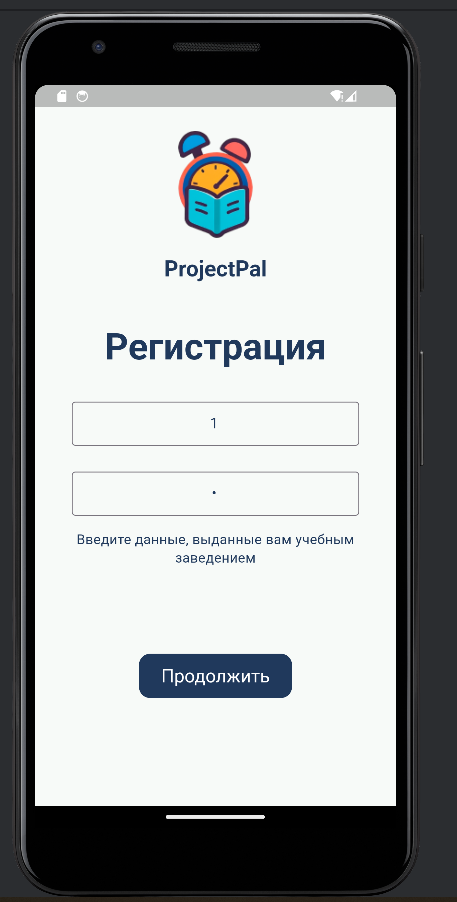 ProjectPal
Регистрация
1
•
Введите данные, выданные вам учебным
заведением
Продолжить